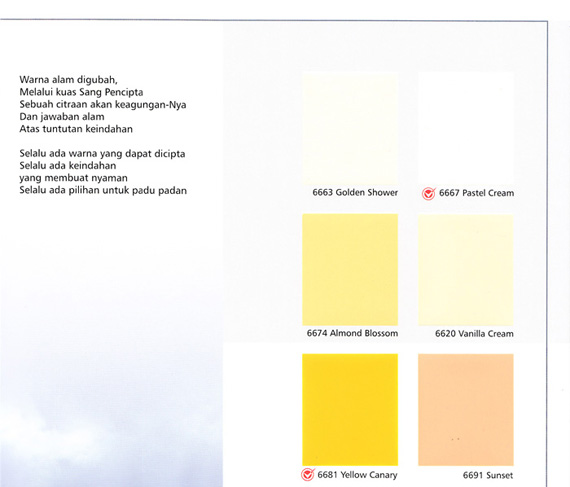 Warna alam digubah,
Melalui kuas Sang Pencipta
Sebuah citraan akan keagungan-Nya
Dan jawaban alam
Atas tuntutan keindahan
Selalu ada warna yang dapat dicipta
Selalu ada keindahan
yang membuat nyaman
Selalu ada pilihan untuk padu padan
6663 Golden Shower
6667 Pastel Cream
6674 Almond Blossom
6620 Vanilla Cream
6681 Yellow Canary
6691 Sunset